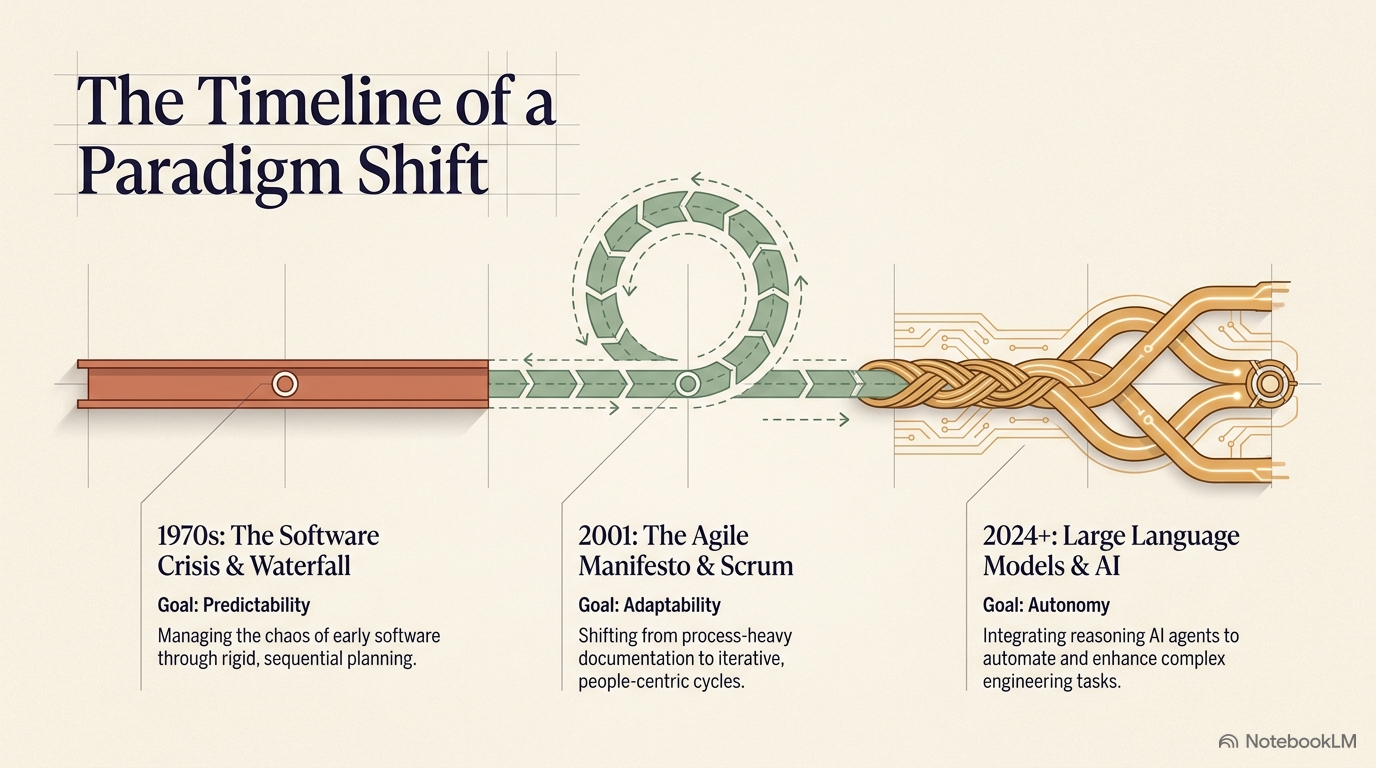 The Timeline of a
Paradigm Shift
1970s: The Software
Crisis & Waterfall
Goal: Predictability
Managing the chaos of early software
through rigid, sequential planning.
2001: The Agile
Manifesto & Scrum
Goal: Adaptability
Shifting from process-heavy
documentation to iterative,
people-centric cycles.
2024+: Large Language
Models & AI
Goal: Autonomy
Integrating reasoning AI agents to
automate and enhance complex
engineering tasks.
NotebookLM